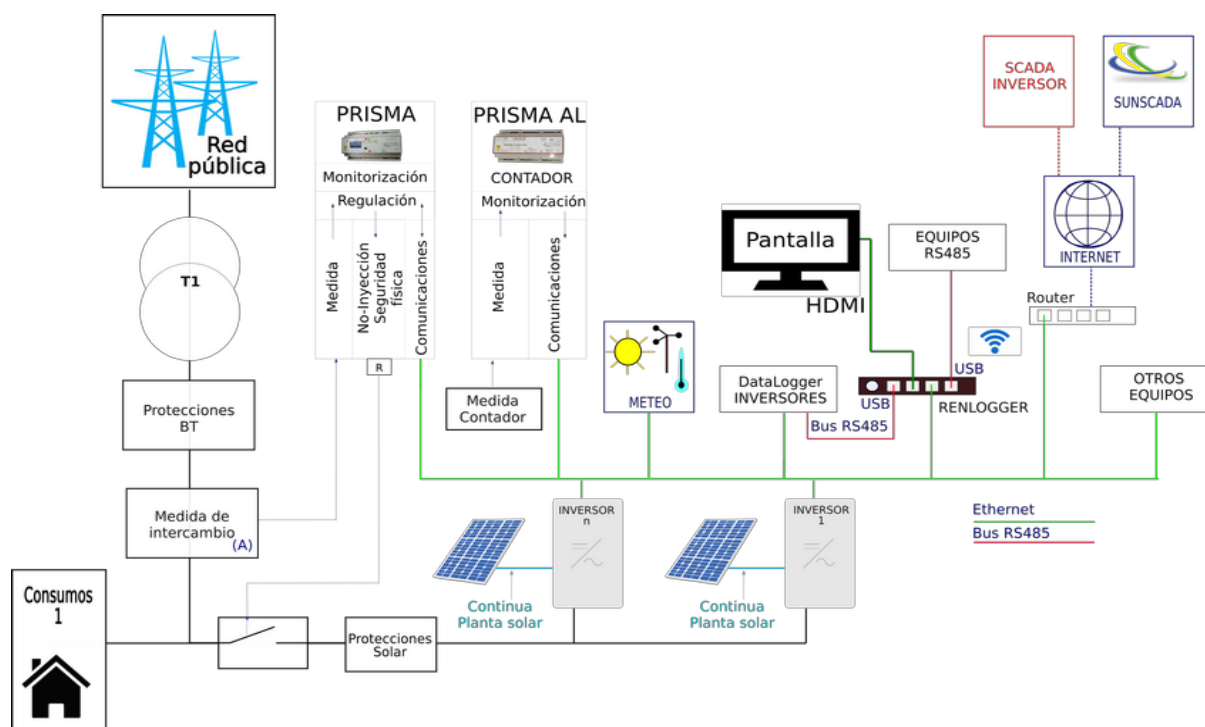 Red
pública
T1
Protecciones
BT
Medida de
intercambio
(A)
Consumos
1
PRISMA
Monitorización
Regulación
Medida
No-Inyección
Seguridad
física
Comunicaciones
R
PRISMA AL
CONTADOR
Monitorización
Medida
Comunicaciones
Medida
Contador
Protecciones
Solar
METEO
Pantalla
HDMI
EQUIPOS
RS485
SCADA
INVERSOR
SUNSCADA
INTERNET
Router
USB
DataLogger
INVERSORES
USB
RENLOGGER
Bus RS485
OTROS
EQUIPOS
INVERSOR
n
Continua
Planta solar
INVERSOR
1
Continua
Planta solar
Ethernet
Bus RS485